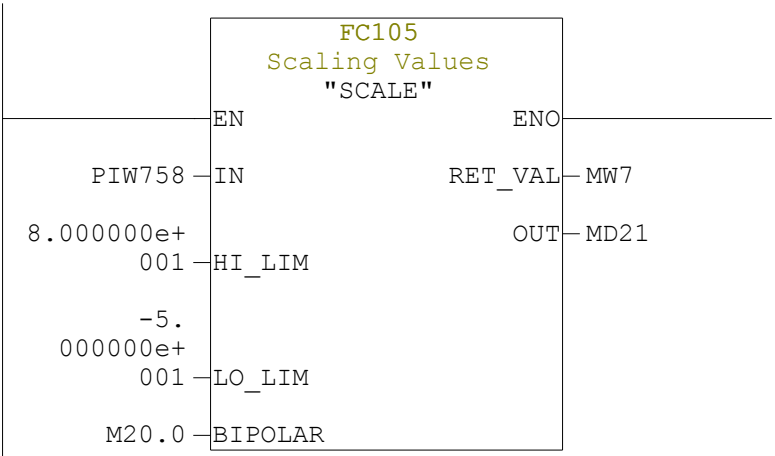 FC105
Scaling Values
"SCALE"
EN ENO
PIW758 IN RET_VAL MW7
8.000000e+ OUT MD21
001 HI_LIM
-5.
000000e+
001 LO_LIM
M20.0 BIPOLAR